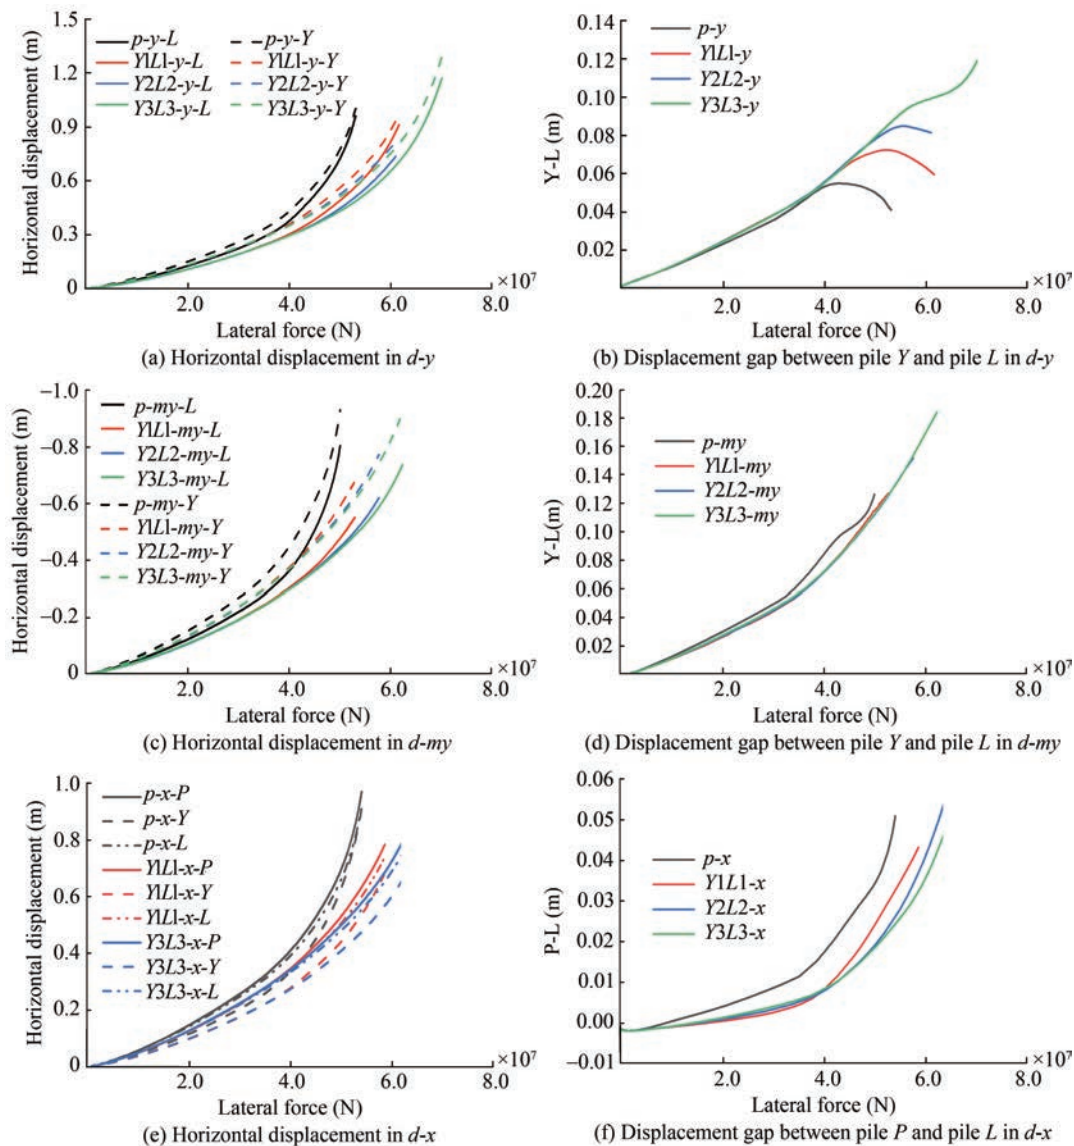 Horizontal displacement (m)
1.5
1.2
0.9
0.6
0.3
0
p-y-L
p-y-Y
Y1L1-y-L
Y1L1-y-Y
Y2L2-y-L
Y2L2-y-Y
Y3L3-y-L
Y3L3-y-Y
×10⁷
2.0 4.0 6.0 8.0
Lateral force (N)
(a) Horizontal displacement in d-y
Y-L (m)
0.14
0.12
0.10
0.08
0.06
0.04
0.02
p-y
Y1L1-y
Y2L2-y
Y3L3-y
×10⁷
2.0 4.0 6.0 8.0
Lateral force (N)
(b) Displacement gap between pile Y and pile L in d-y
Horizontal displacement (m)
−1.0
−0.8
−0.6
−0.4
−0.2
0
p-my-L
Y1L1-my-L
Y2L2-my-L
Y3L3-my-L
p-my-Y
Y1L1-my-Y
Y2L2-my-Y
Y3L3-my-Y
×10⁷
2.0 4.0 6.0 8.0
Lateral force (N)
(c) Horizontal displacement in d-my
Y-L(m)
0.20
0.18
0.16
0.14
0.12
0.10
0.08
0.06
0.04
0.02
p-my
Y1L1-my
Y2L2-my
Y3L3-my
×10⁷
2.0 4.0 6.0 8.0
Lateral force (N)
(d) Displacement gap between pile Y and pile L in d-my
Horizontal displacement (m)
1.0
0.8
0.6
0.4
0.2
0
p-x-P
p-x-Y
p-x-L
Y1L1-x-P
Y1L1-x-Y
Y1L1-x-L
Y3L3-x-P
Y3L3-x-Y
Y3L3-x-L
×10⁷
2.0 4.0 6.0 8.0
Lateral force (N)
(e) Horizontal displacement in d-x
P-L (m)
0.06
0.05
0.04
0.03
0.02
0.01
0.00
−0.01
p-x
Y1L1-x
Y2L2-x
Y3L3-x
×10⁷
2.0 4.0 6.0 8.0
Lateral force (N)
(f) Displacement gap between pile P and pile L in d-x